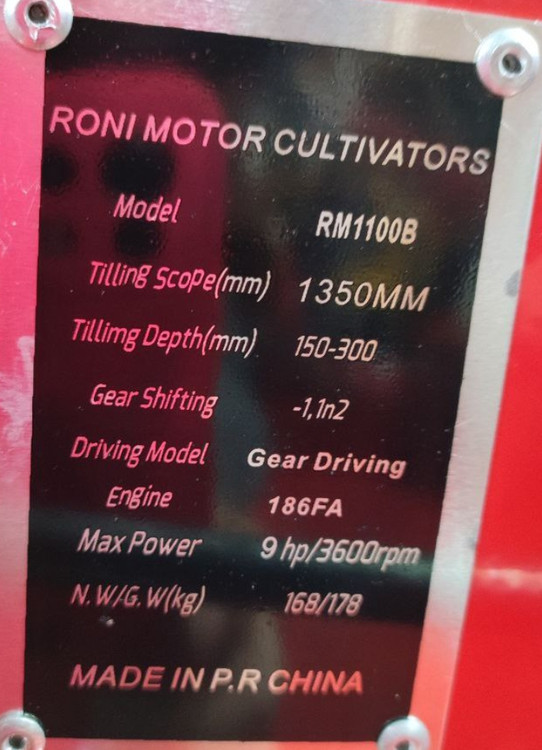 RONI MOTOR CULTIVATORS
Model RM1100B
Tilling Scope(mm) 1350MM
Tillimg Depth(mm) 150-300
Gear Shifting -1,1n2
Driving Model Gear Driving
Engine 186FA
Max Power 9 hp/3600rpm
N.W/G.W(kg) 168/178
MADE IN P.R CHINA